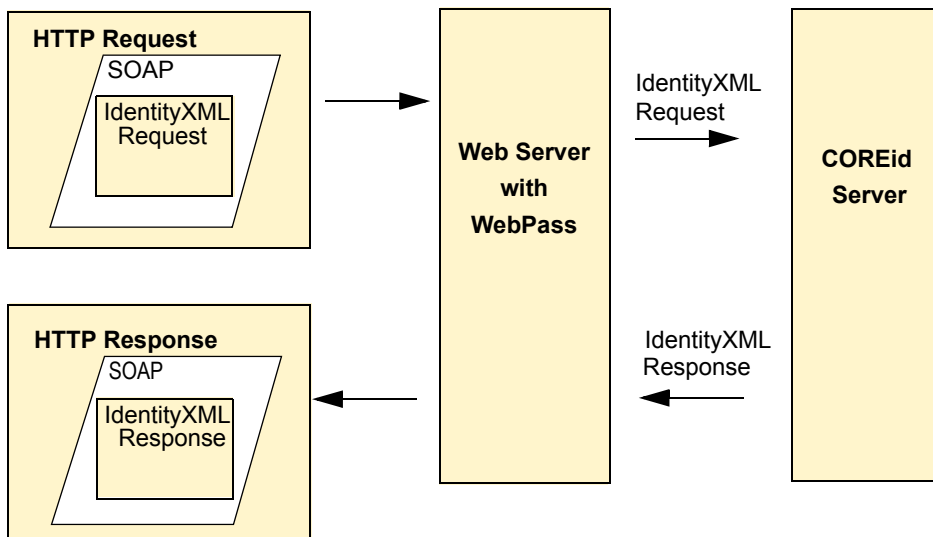 HTTP Request
SOAP
IdentityXML
Request
IdentityXML
Request
Web Server
with
WebPass
COREid
Server
HTTP Response
SOAP
IdentityXML
Response
IdentityXML
Response